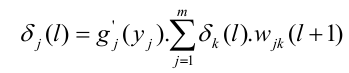 δ_j(l) = g'_j(y_j).∑_{j=1}^{m} δ_k(l).w_{jk}(l+1)